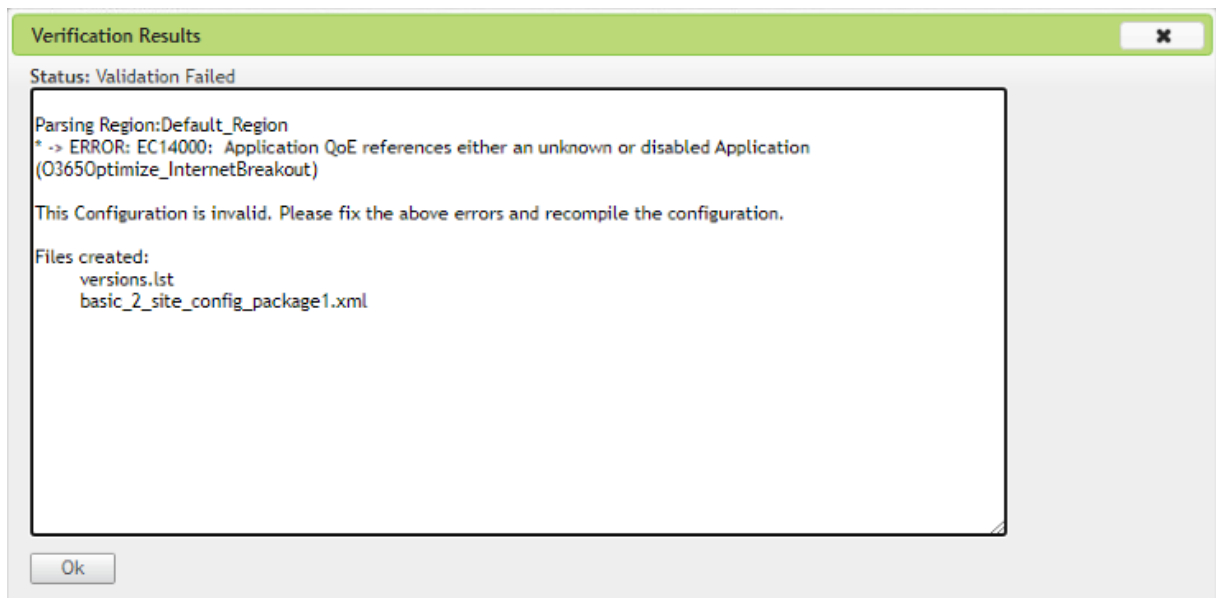 Verification Results
✖
Status: Validation Failed
Parsing Region:Default_Region
* -> ERROR: EC14000:  Application QoE references either an unknown or disabled Application
(O365Optimize_InternetBreakout)
This Configuration is invalid. Please fix the above errors and recompile the configuration.
Files created:
versions.lst
basic_2_site_config_package1.xml
Ok